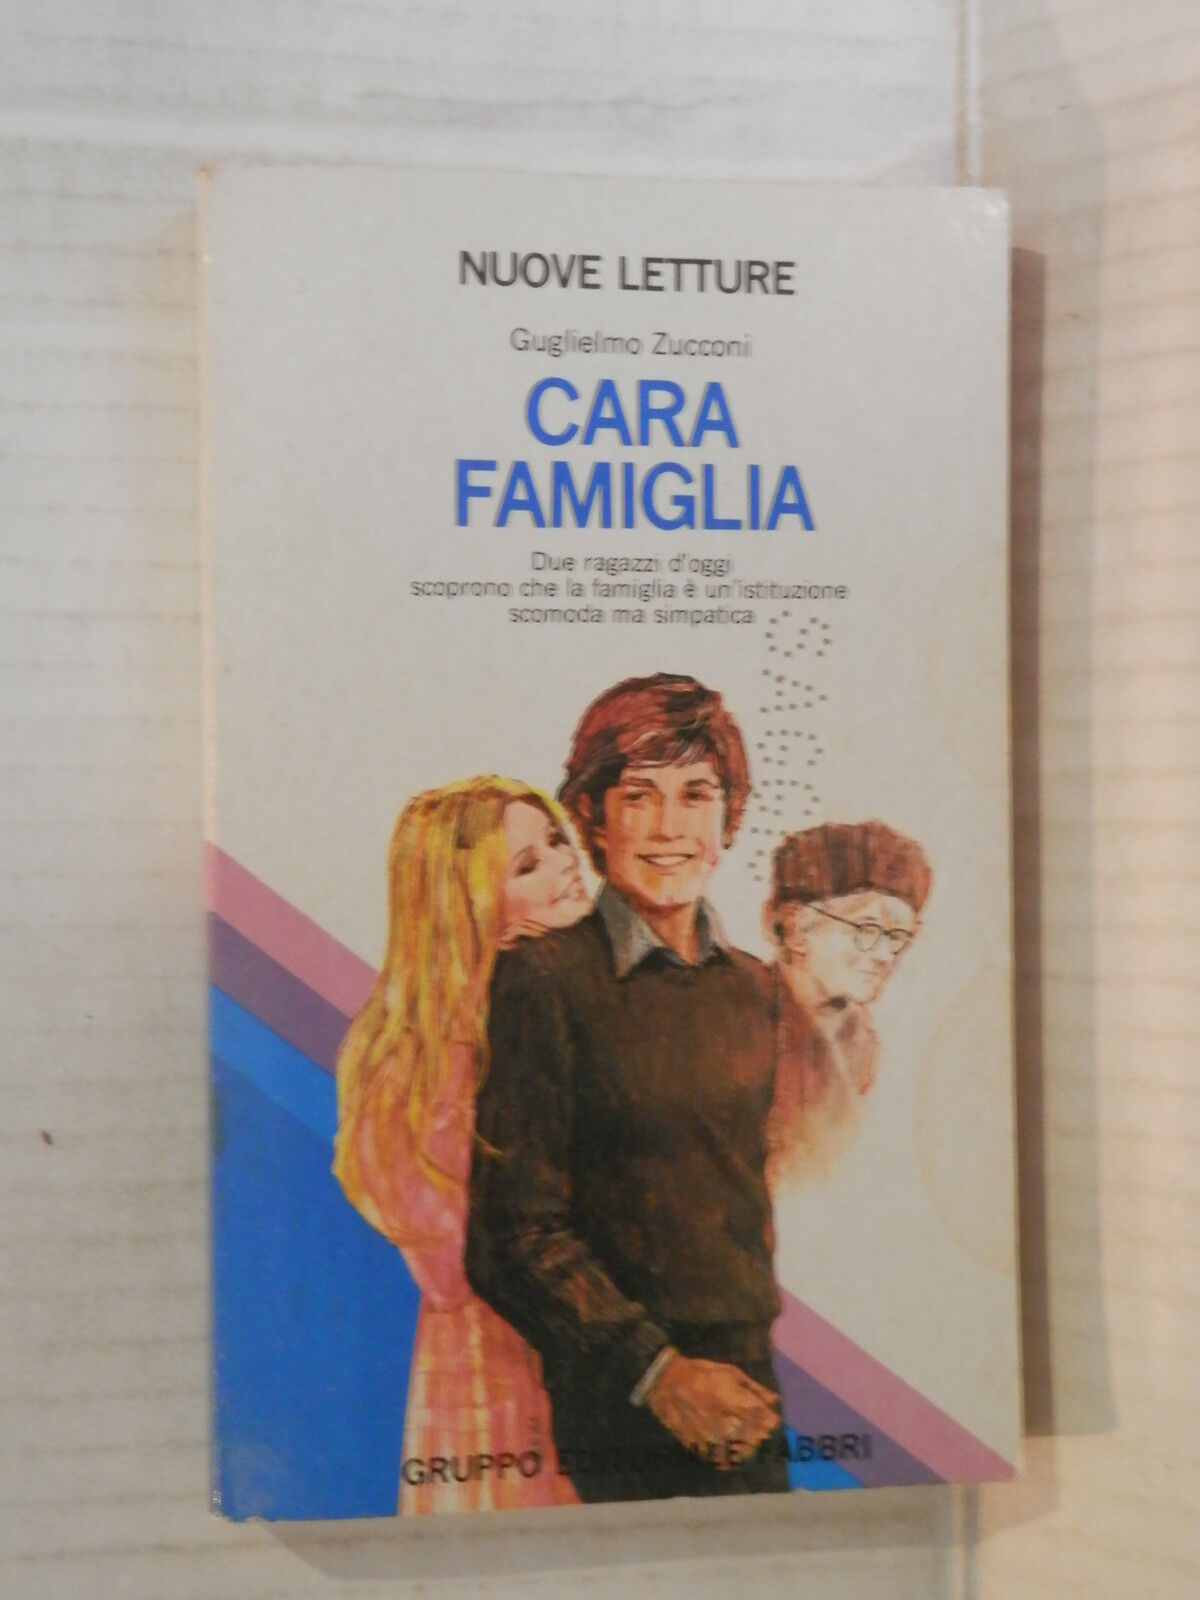 NUOVE LETTURE
Guglielmo Zucconi
CARA
FAMIGLIA
Due ragazzi d'oggi
scoprono che la famiglia è un'istituzione
scomoda ma simpatica
GRUPPO EDITORIALE FABBRI